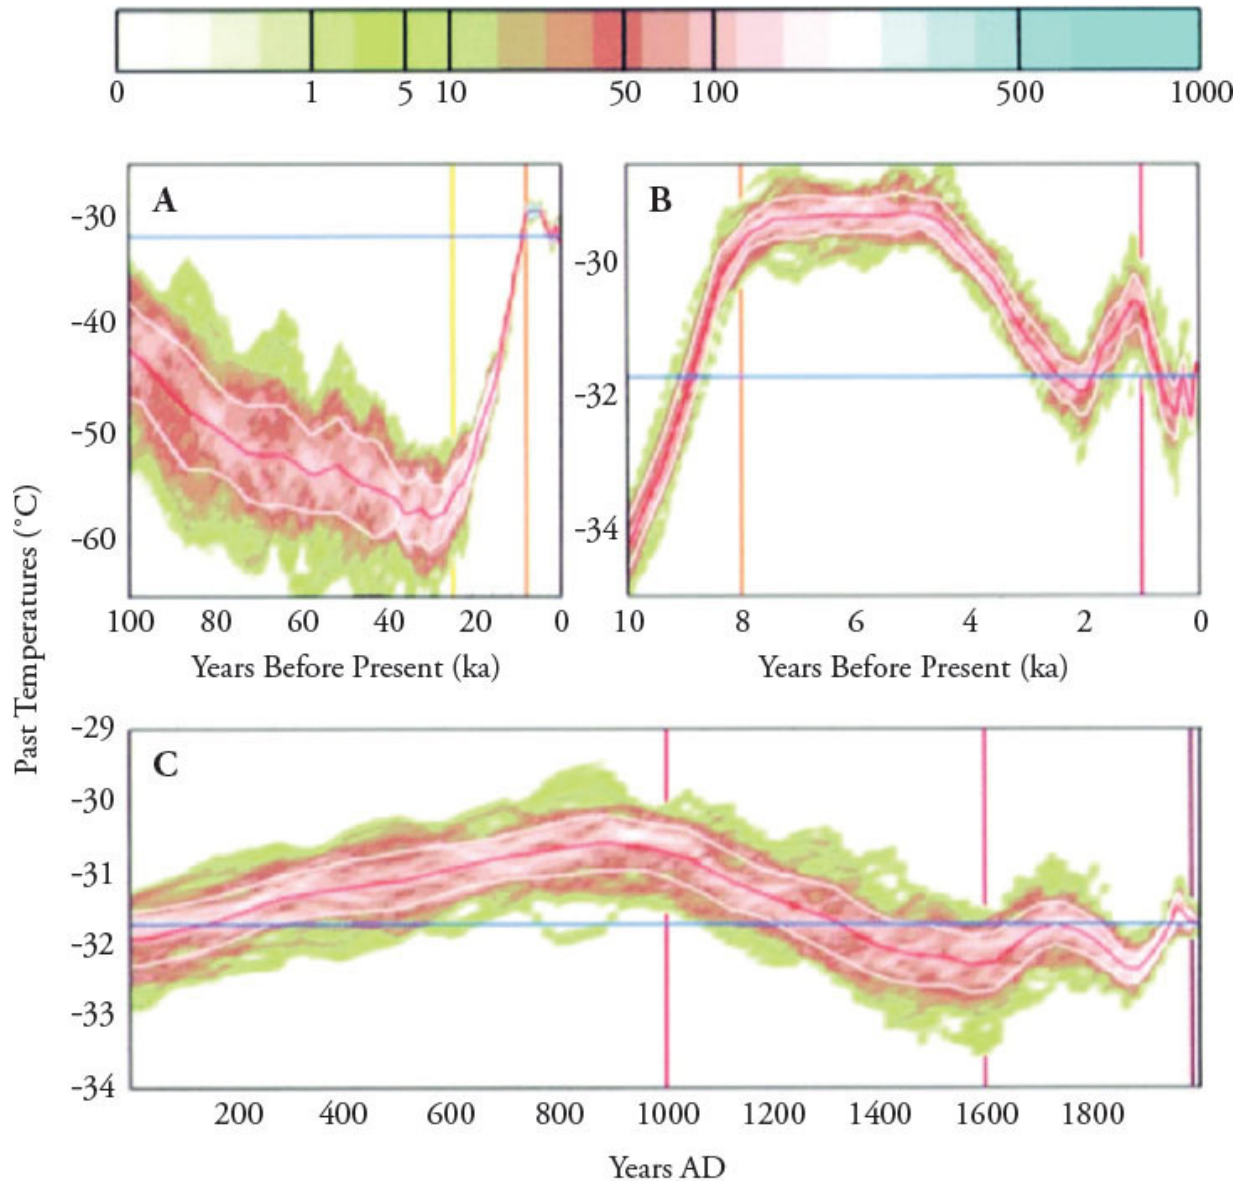 0 1 5 10 50 100 500 1000
A
B
-30
-40
-50
-60
-30
-32
-34
100 80 60 40 20 0
10 8 6 4 2 0
Years Before Present (ka)
Years Before Present (ka)
Past Temperatures (°C)
C
-29
-30
-31
-32
-33
-34
200 400 600 800 1000 1200 1400 1600 1800
Years AD